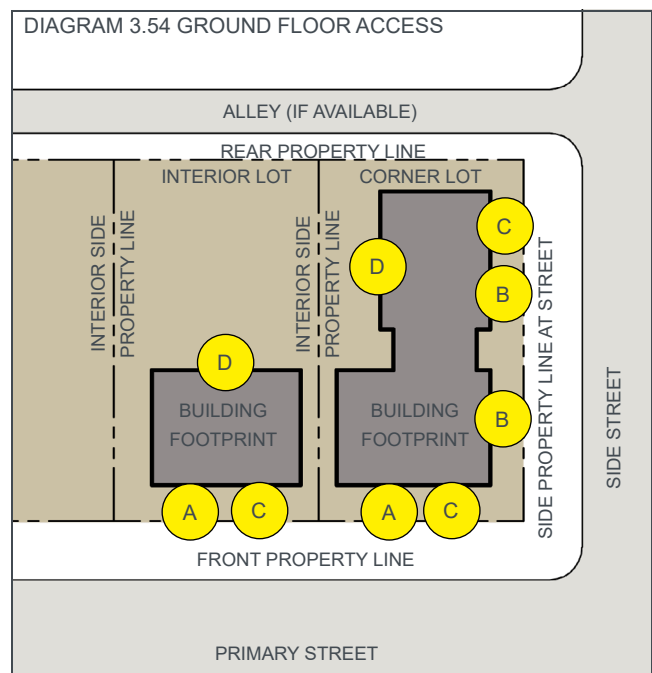 DIAGRAM 3.54 GROUND FLOOR ACCESS
ALLEY (IF AVAILABLE)
REAR PROPERTY LINE
INTERIOR LOT
CORNER LOT
INTERIOR SIDE
PROPERTY LINE
INTERIOR SIDE
PROPERTY LINE
C
D
B
SIDE PROPERTY LINE AT STREET
SIDE STREET
D
BUILDING
FOOTPRINT
BUILDING
FOOTPRINT
B
A
C
A
C
FRONT PROPERTY LINE
PRIMARY STREET